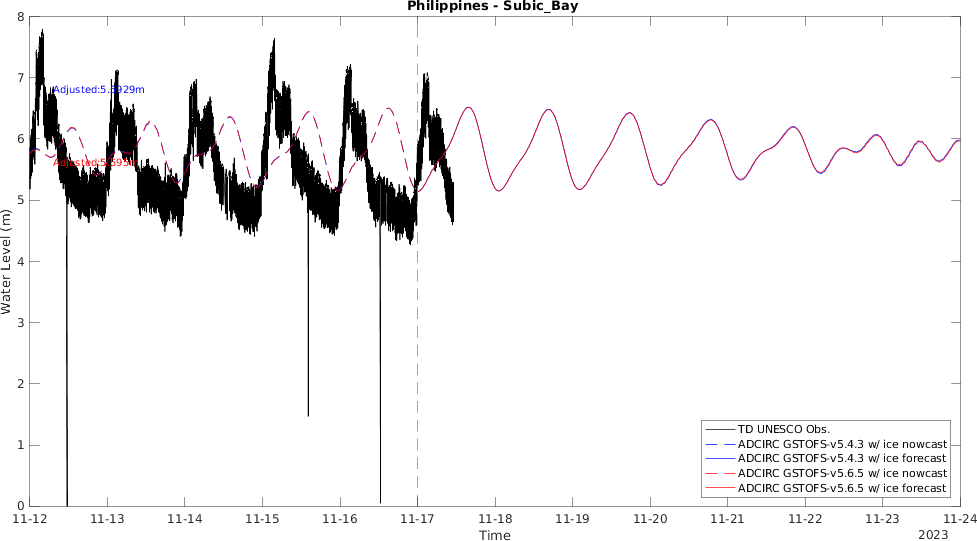 Philippines - Subic_Bay
8
7
6
5
4
3
2
1
0
Water Level (m)
Adjusted:5.5929m
TD UNESCO Obs.
ADCIRC GSTOFS-v5.4.3 w/ ice nowcast
ADCIRC GSTOFS-v5.4.3 w/ ice forecast
ADCIRC GSTOFS-v5.6.5 w/ ice nowcast
ADCIRC GSTOFS-v5.6.5 w/ ice forecast
11-12 11-13 11-14 11-15 11-16 11-17 11-18 11-19 11-20 11-21 11-22 11-23 11-24
Time
2023